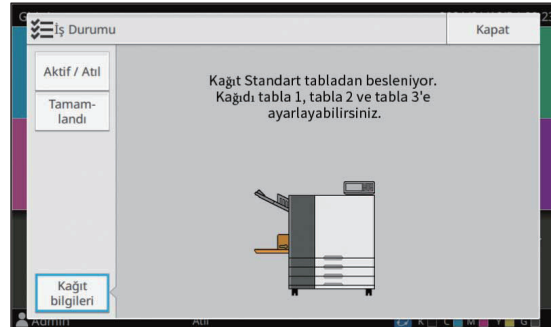 İş Durumu
Kapat
Aktif / Atıl
Tamam-
landı
Kağıt Standart tabladan besleniyor.
Kağıdı tabla 1, tabla 2 ve tabla 3'e
ayarlayabilirsiniz.
Kağıt
bilgileri
Admin
Atıl
K C M Y G